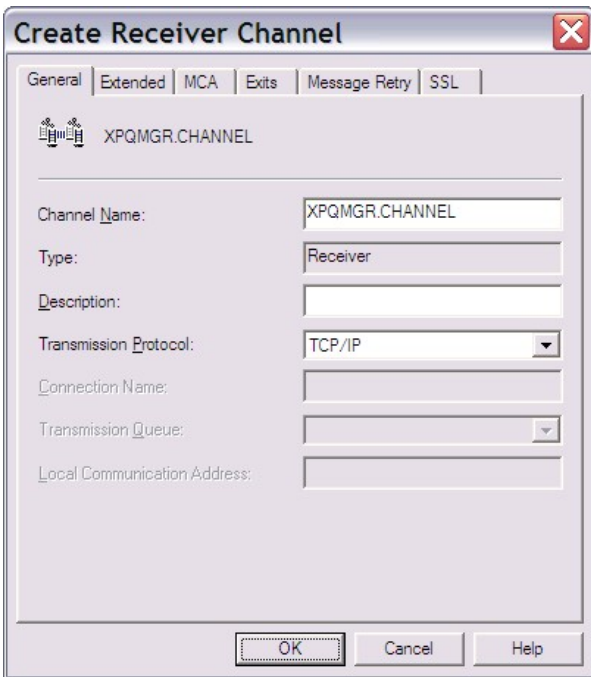 Create Receiver Channel
General Extended MCA Exits Message Retry SSL
XPQMGR.CHANNEL
Channel Name: XPQMGR.CHANNEL
Type: Receiver
Description:
Transmission Protocol: TCP/IP
Connection Name:
Transmission Queue:
Local Communication Address:
OK Cancel Help